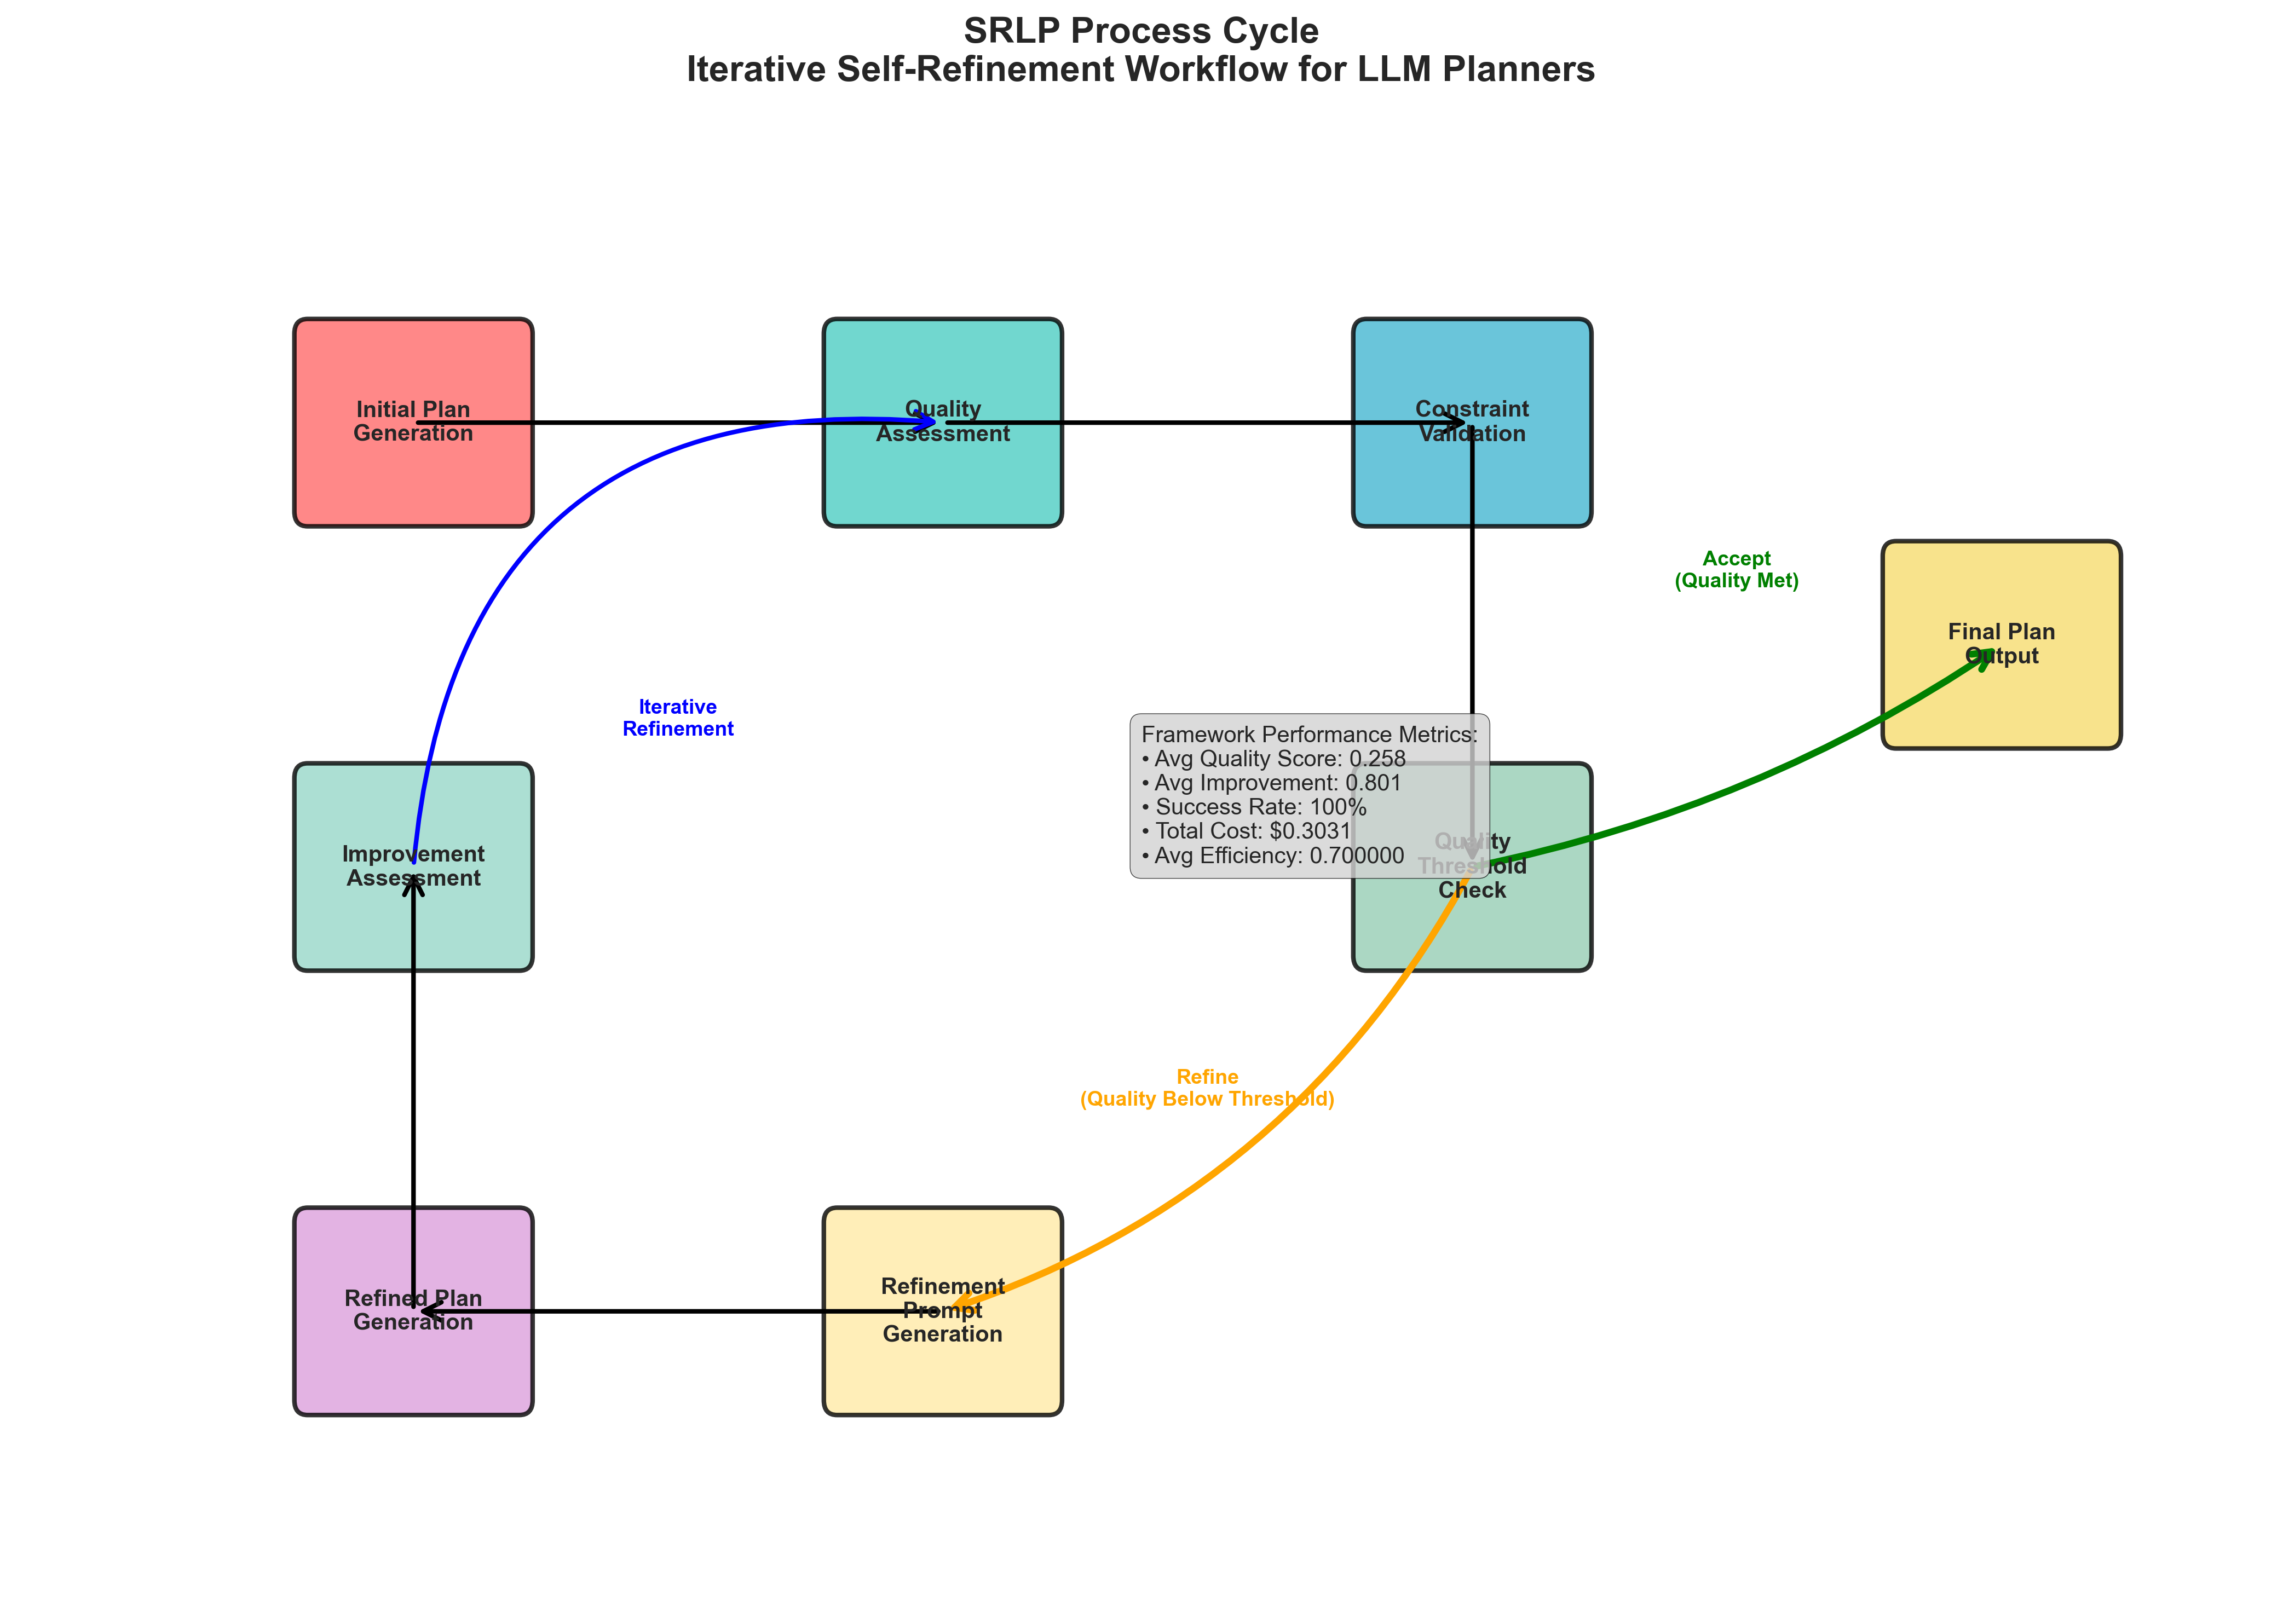 SRLP Process Cycle
Iterative Self-Refinement Workflow for LLM Planners
Initial Plan
Generation
Quality
Assessment
Constraint
Validation
Accept
(Quality Met)
Final Plan
Output
Iterative
Refinement
Framework Performance Metrics:
• Avg Quality Score: 0.258
• Avg Improvement: 0.801
• Success Rate: 100%
• Total Cost: $0.3031
• Avg Efficiency: 0.700000
Quality
Threshold
Check
Improvement
Assessment
Refine
(Quality Below Threshold)
Refined Plan
Generation
Refinement
Prompt
Generation